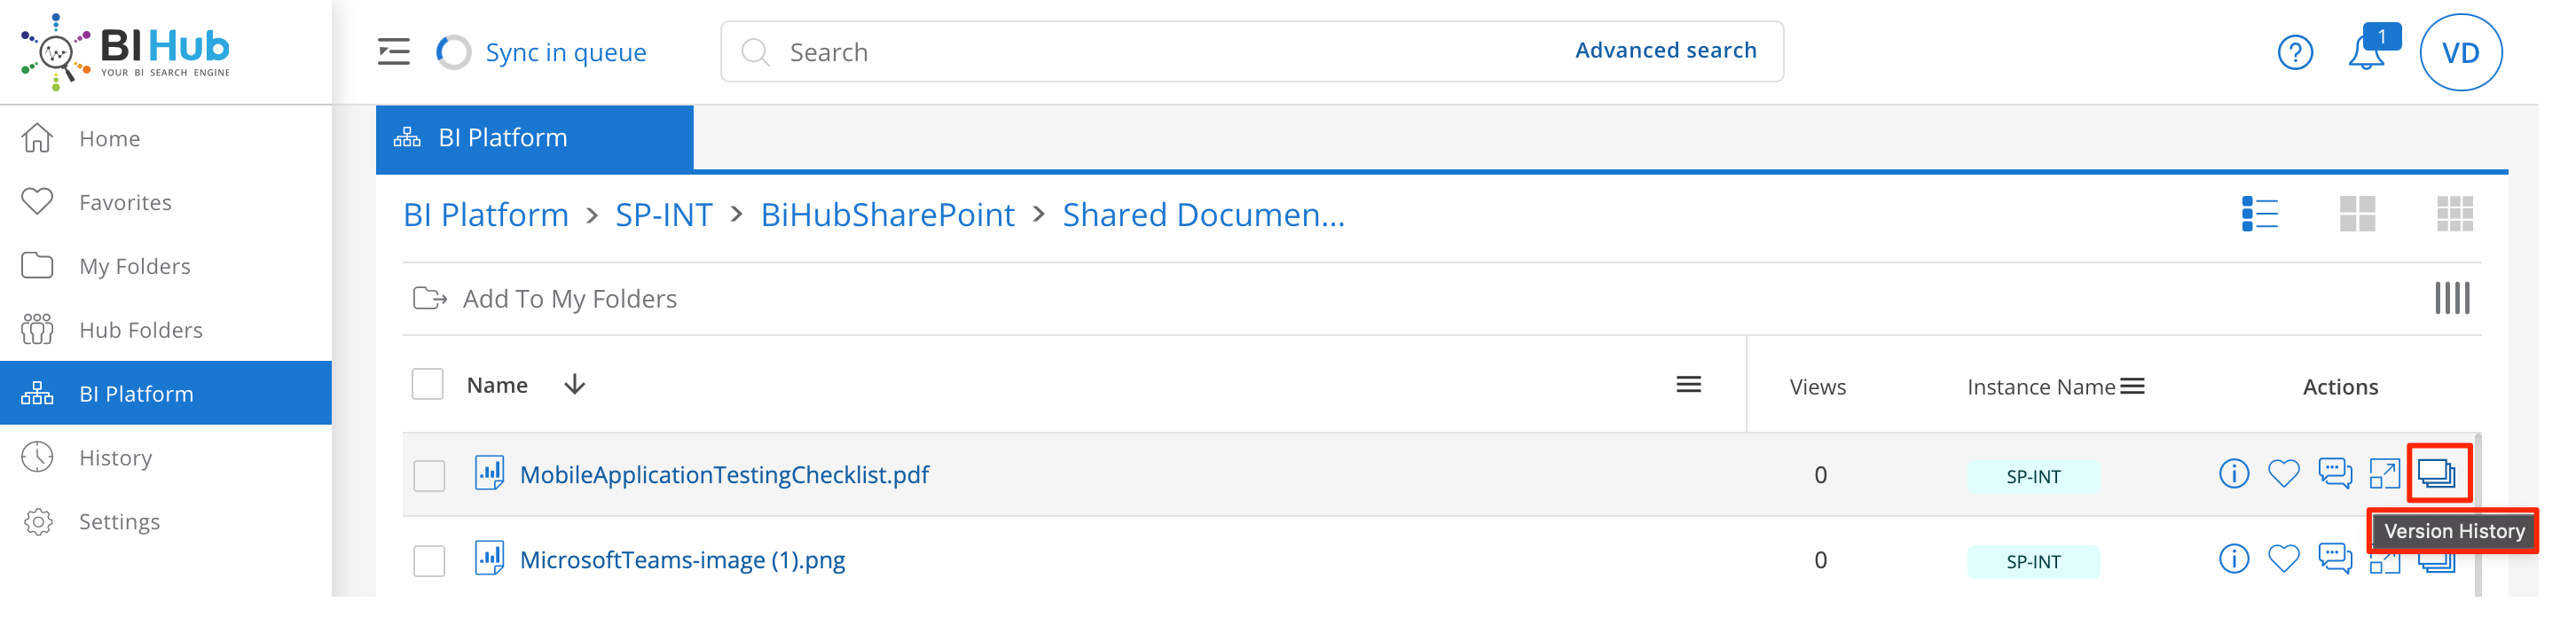 BI Hub
YOUR BI SEARCH ENGINE
Sync in queue
Search
Advanced search
1
VD
Home
Favorites
My Folders
Hub Folders
BI Platform
History
Settings
BI Platform
BI Platform > SP-INT > BiHubSharePoint > Shared Documen...
Add To My Folders
Name Views Instance Name Actions
MobileApplicationTestingChecklist.pdf 0 SP-INT
Version History
MicrosoftTeams-image (1).png 0 SP-INT